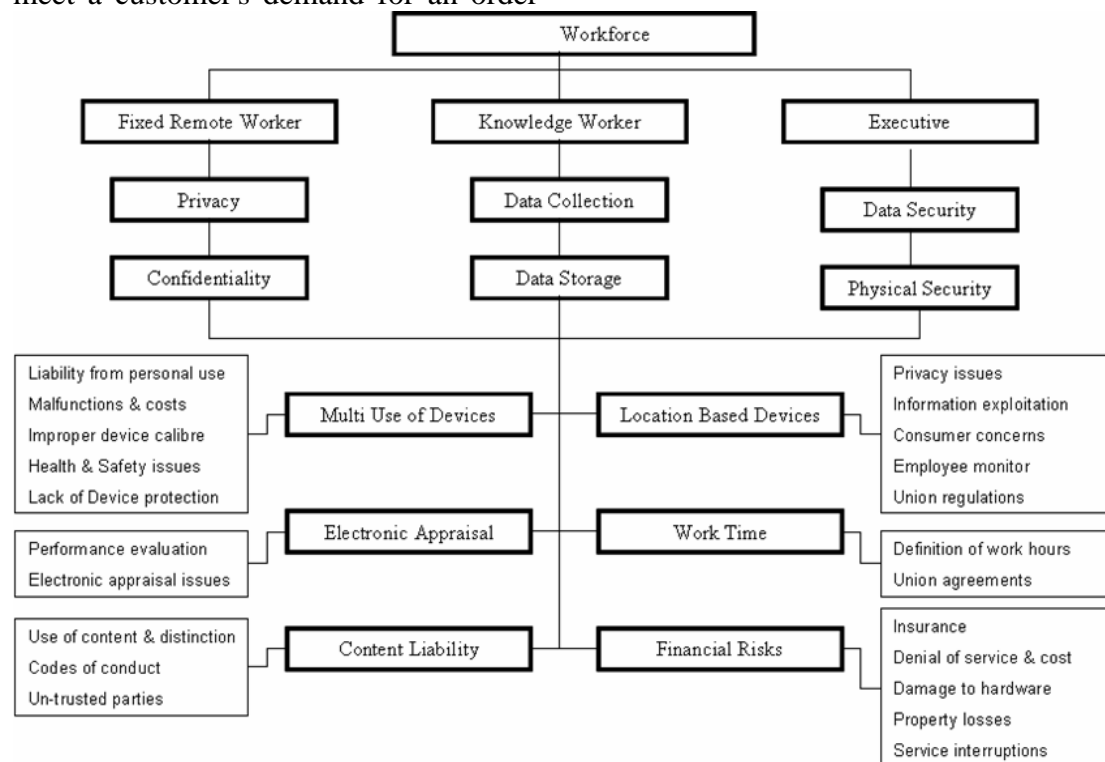 meet a customer's demand for an order
Workforce
Fixed Remote Worker
Knowledge Worker
Executive
Privacy
Data Collection
Data Security
Confidentiality
Data Storage
Physical Security
Liability from personal use
Malfunctions & costs
Improper device calibre
Health & Safety issues
Lack of Device protection
Multi Use of Devices
Location Based Devices
Privacy issues
Information exploitation
Consumer concerns
Employee monitor
Union regulations
Performance evaluation
Electronic appraisal issues
Electronic Appraisal
Work Time
Definition of work hours
Union agreements
Use of content & distinction
Codes of conduct
Un-trusted parties
Content Liability
Financial Risks
Insurance
Denial of service & cost
Damage to hardware
Property losses
Service interruptions